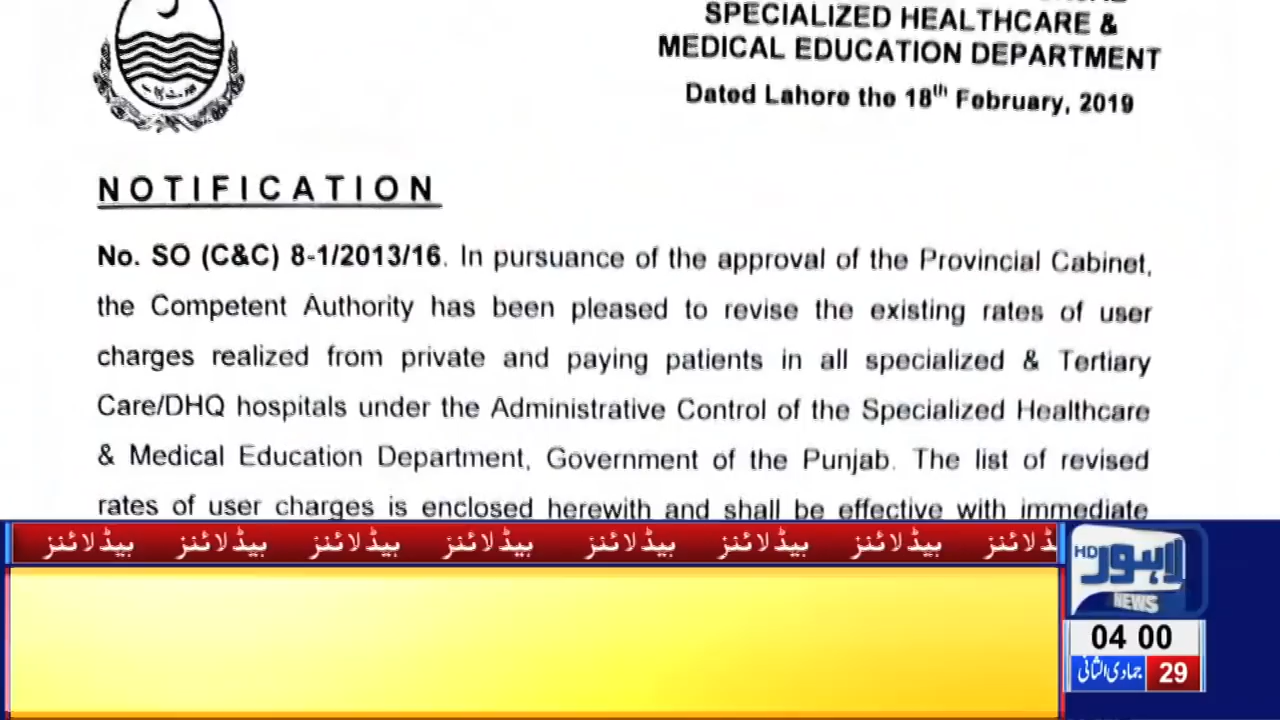 SPECIALIZED HEALTHCARE &
MEDICAL EDUCATION DEPARTMENT
Dated Lahore the 18th February, 2019
NOTIFICATION
No. SO (C&C) 8-1/2013/16. In pursuance of the approval of the Provincial Cabinet,
the Competent Authority has been pleased to revise the existing rates of user
charges realized from private and paying patients in all specialized & Tertiary
Care/DHQ hospitals under the Administrative Control of the Specialized Healthcare
& Medical Education Department, Government of the Punjab. The list of revised
rates of user charges is enclosed herewith and shall be effective with immediate
ہیڈلائنز ہیڈلائنز ہیڈلائنز ہیڈلائنز ہیڈلائنز ہیڈلائنز ہیڈلائنز
HD لاہور
NEWS
04 00
جمادی الثانی 29